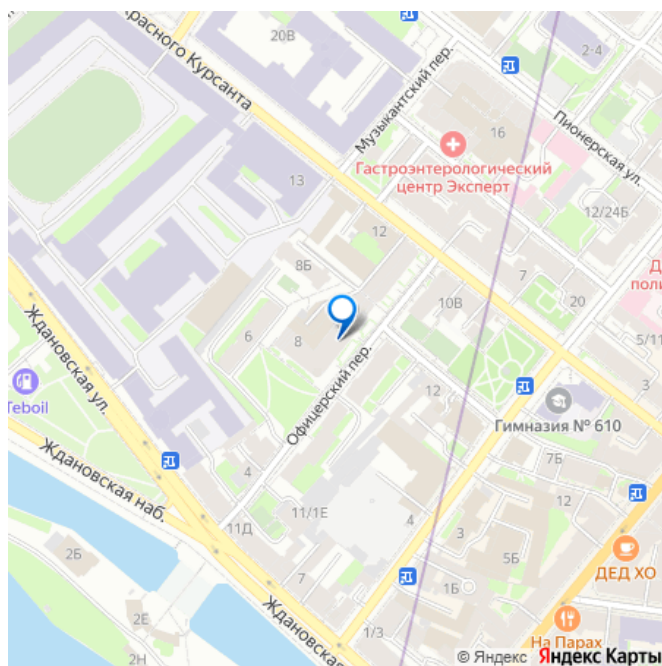 20В
2-4
Красного Курсанта
Музыкантский пер.
Пионерская ул.
16
Гастроэнтерологический
центр Эксперт
13
12/24Б
12
8Б
7
Д
поли
10В
20
5/11
6
8
Ждановская ул.
Teboil
Офицерский пер.
12
3
Гимназия № 610
Ждановская наб.
4
7Б
11/1Е
12
11Д
4
3
5Б
2Б
ДЕД ХО
7
1Б
2Е
Ждановская
1/3
На Парах
2Н
© Яндекс Яндекс Карты